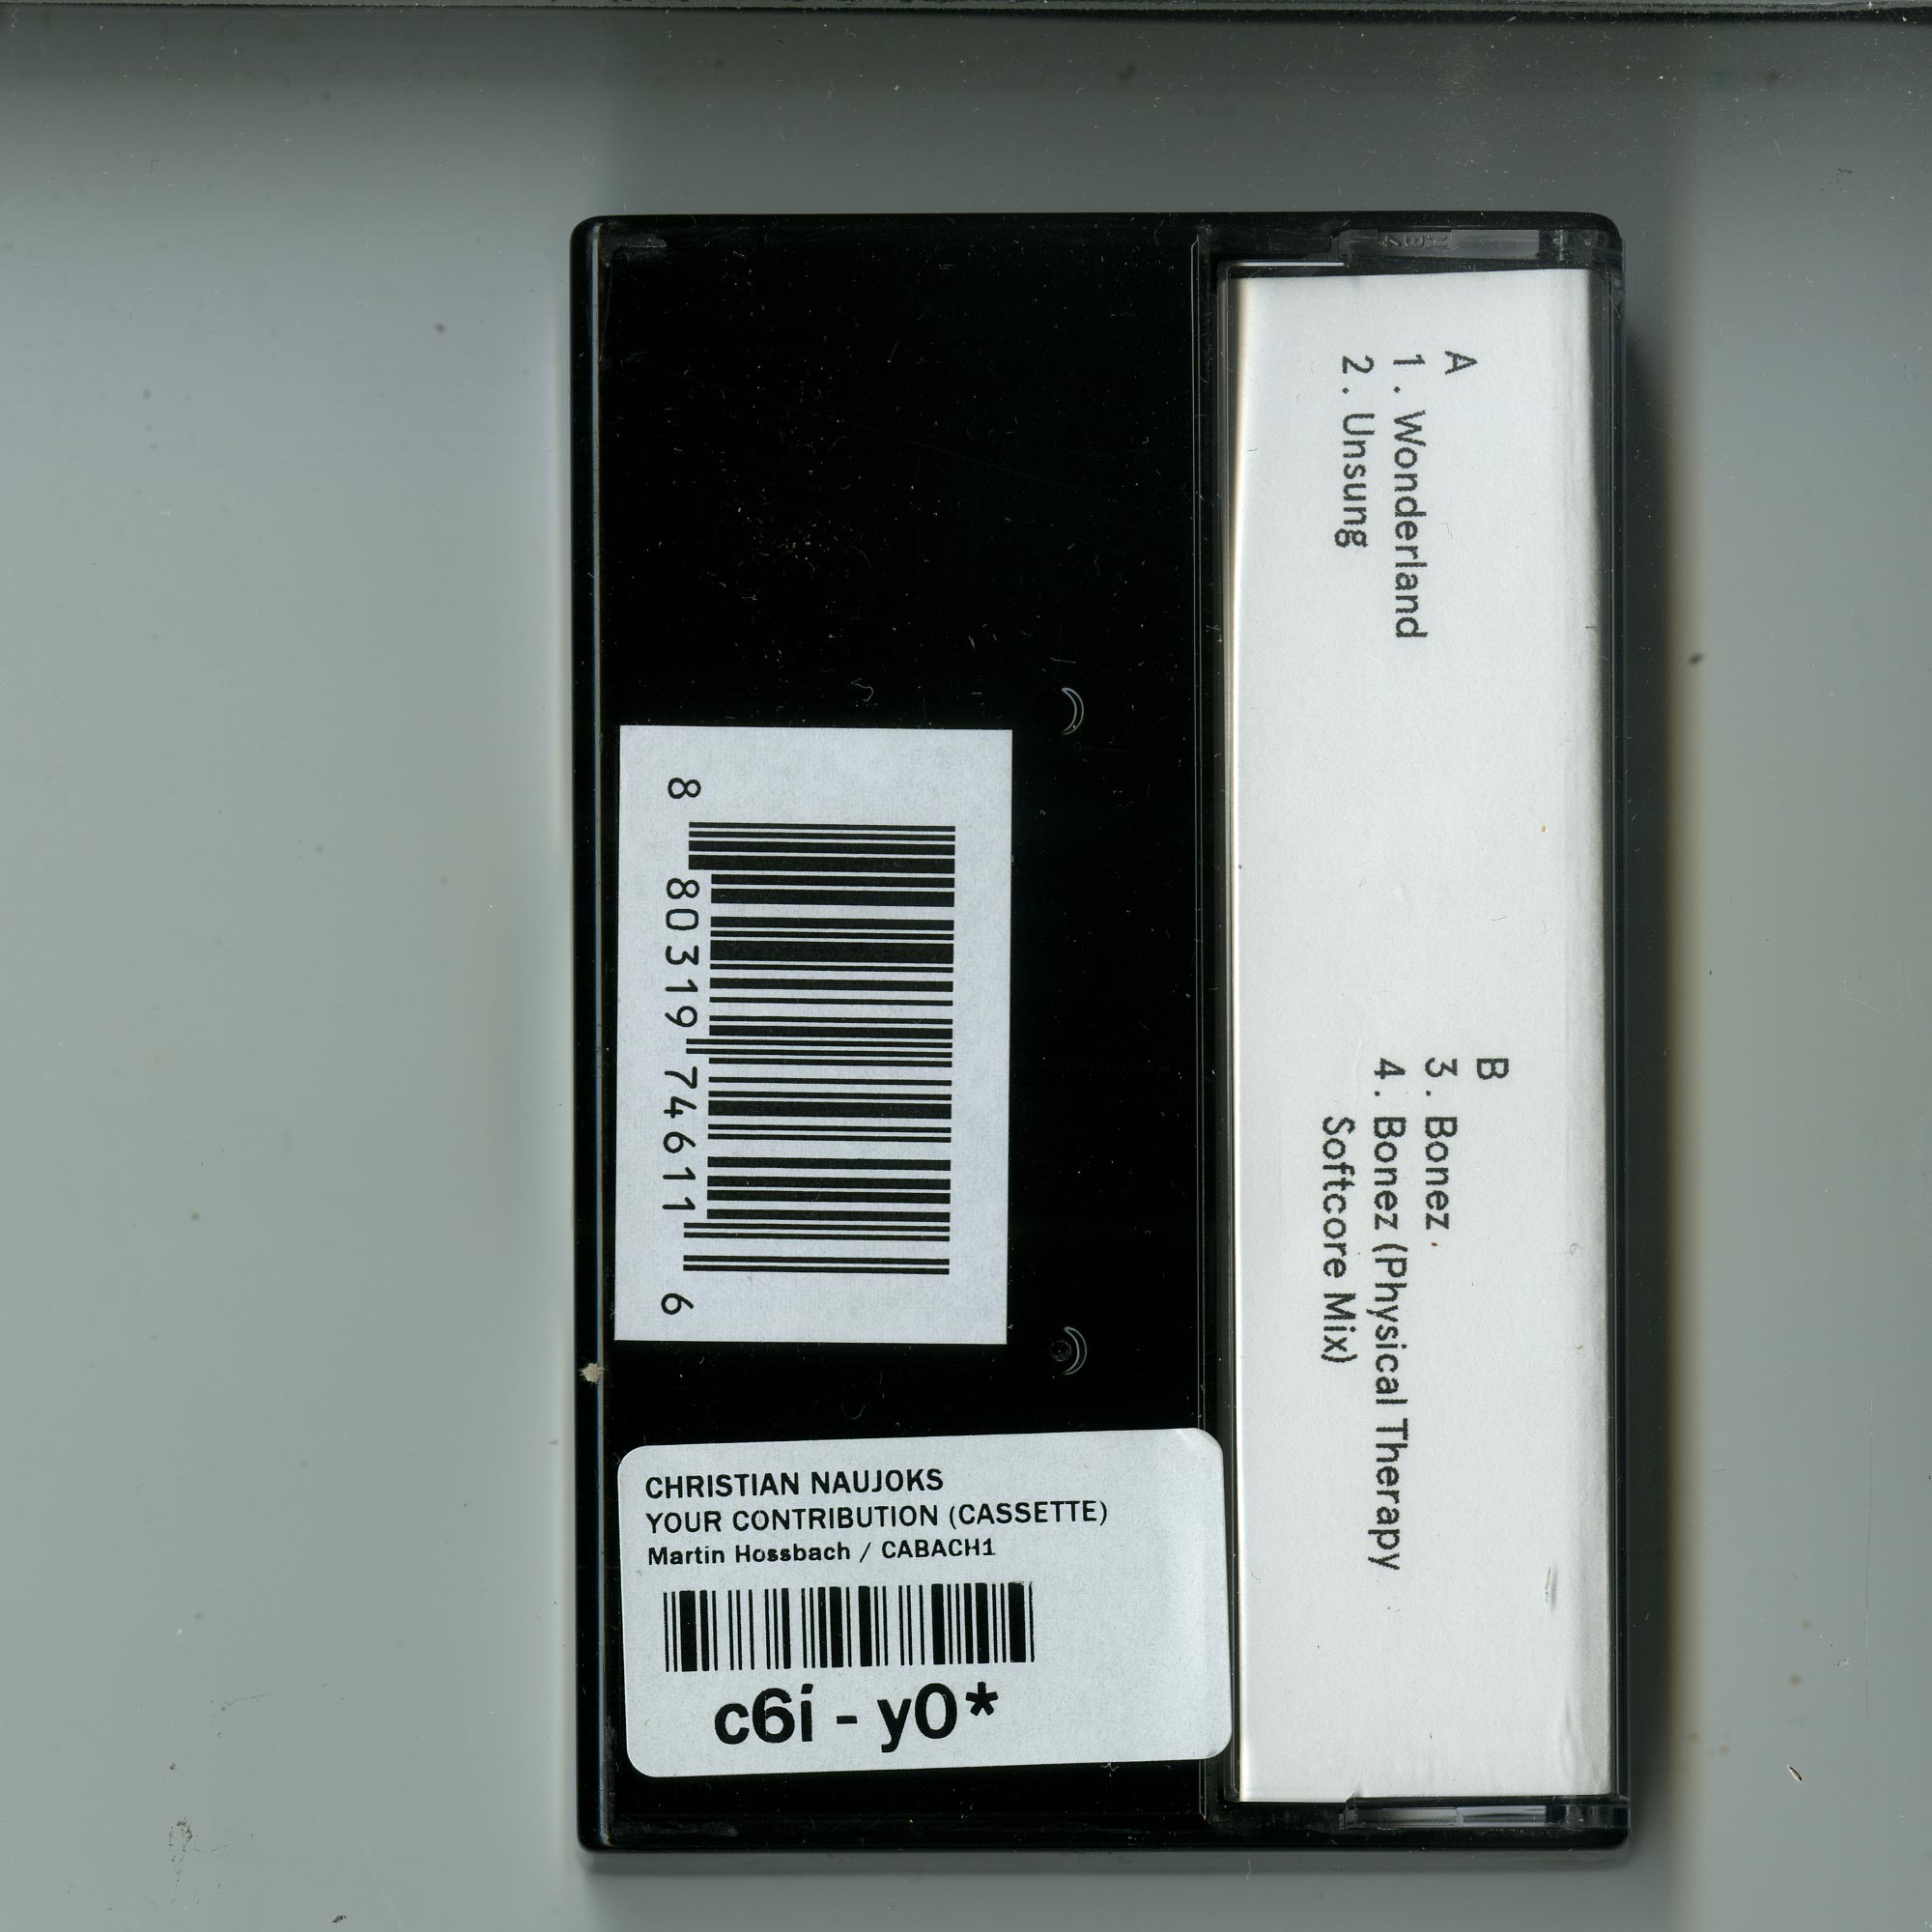 A
1. Wonderland
2. Unsung
B
3. Bonez
4. Bonez (Physical Therapy
Softcore Mix)
8 80319 74611 6
CHRISTIAN NAUJOKS
YOUR CONTRIBUTION (CASSETTE)
Martin Hossbach / CABACH1
c6i - y0*